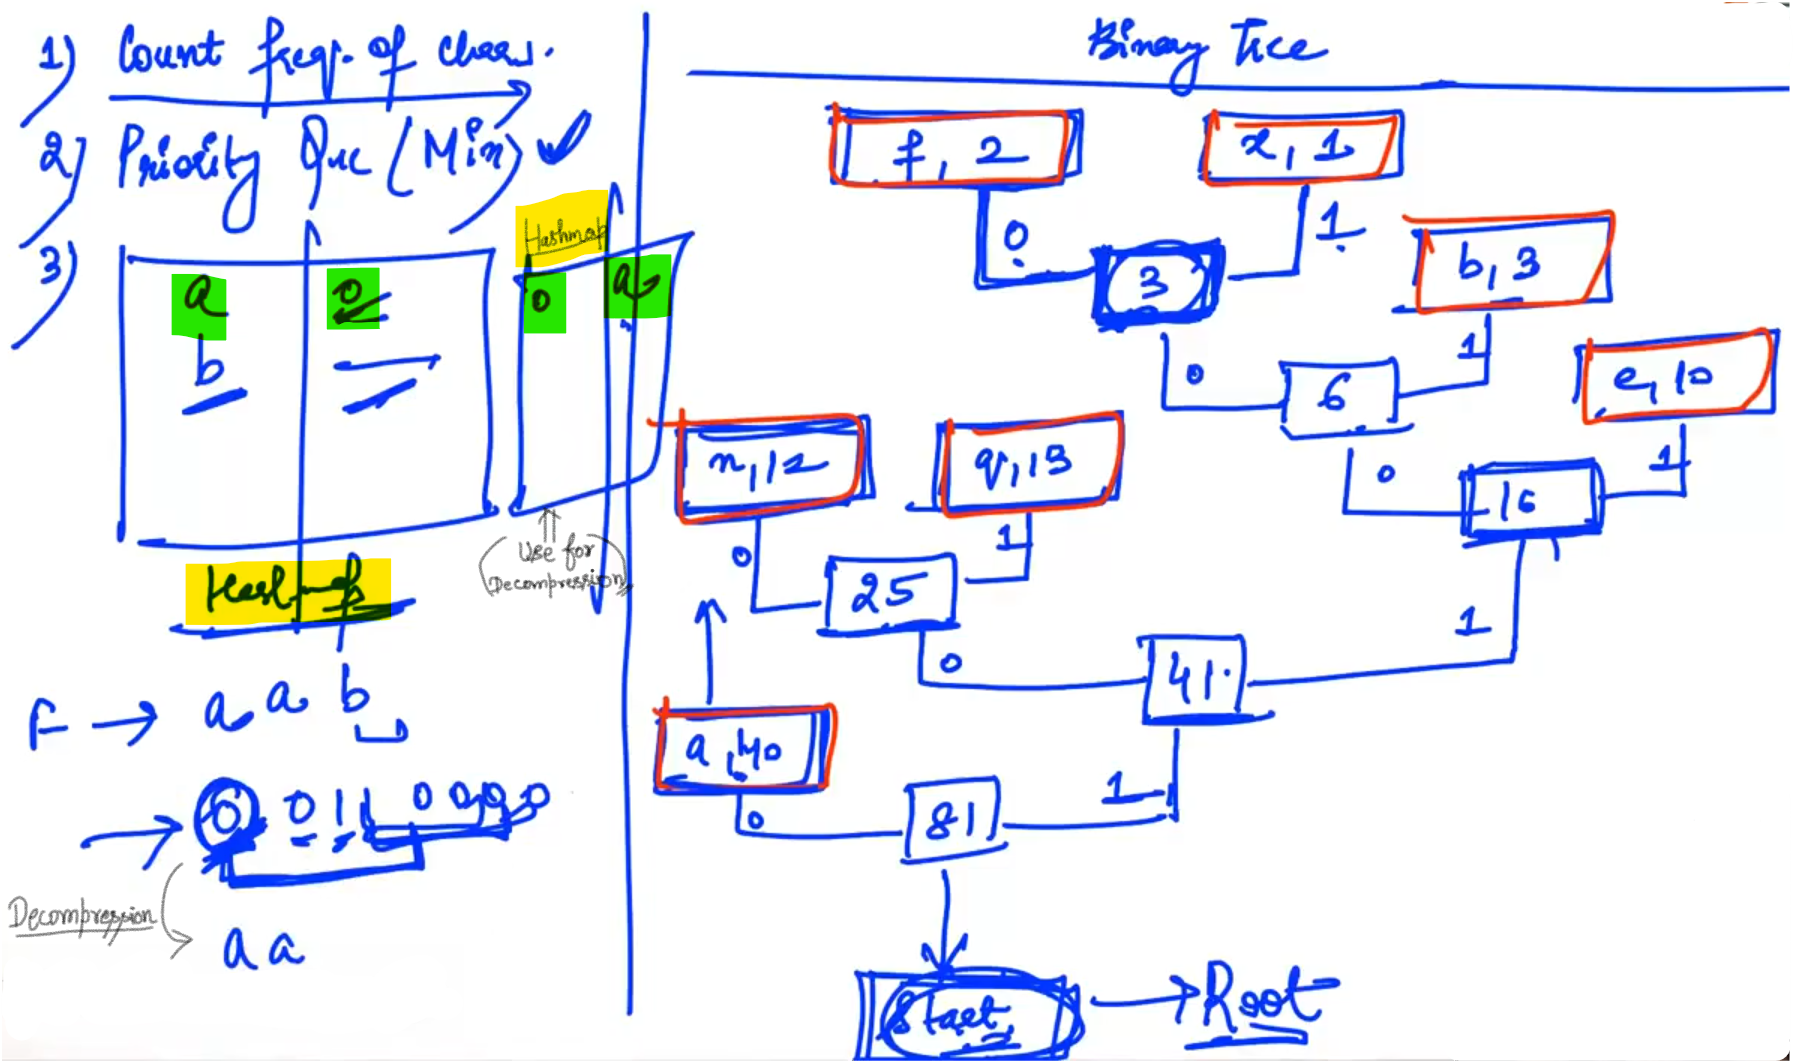 1) Count freq. of chars.
2) Priority Que (Min)
3)
Hashmap
a 0
b
0 a
Hashmap
Use for
Decompression
F → a a b
0 0 1 1 0 0 0 0
Decompression
a a
Binary Tree
f, 2
x, 1
0
1
3
b, 3
0
1
6
e, 10
n, 12
q, 13
0
1
16
0
1
25
0
1
41
a, 40
0
1
81
Start
→ Root